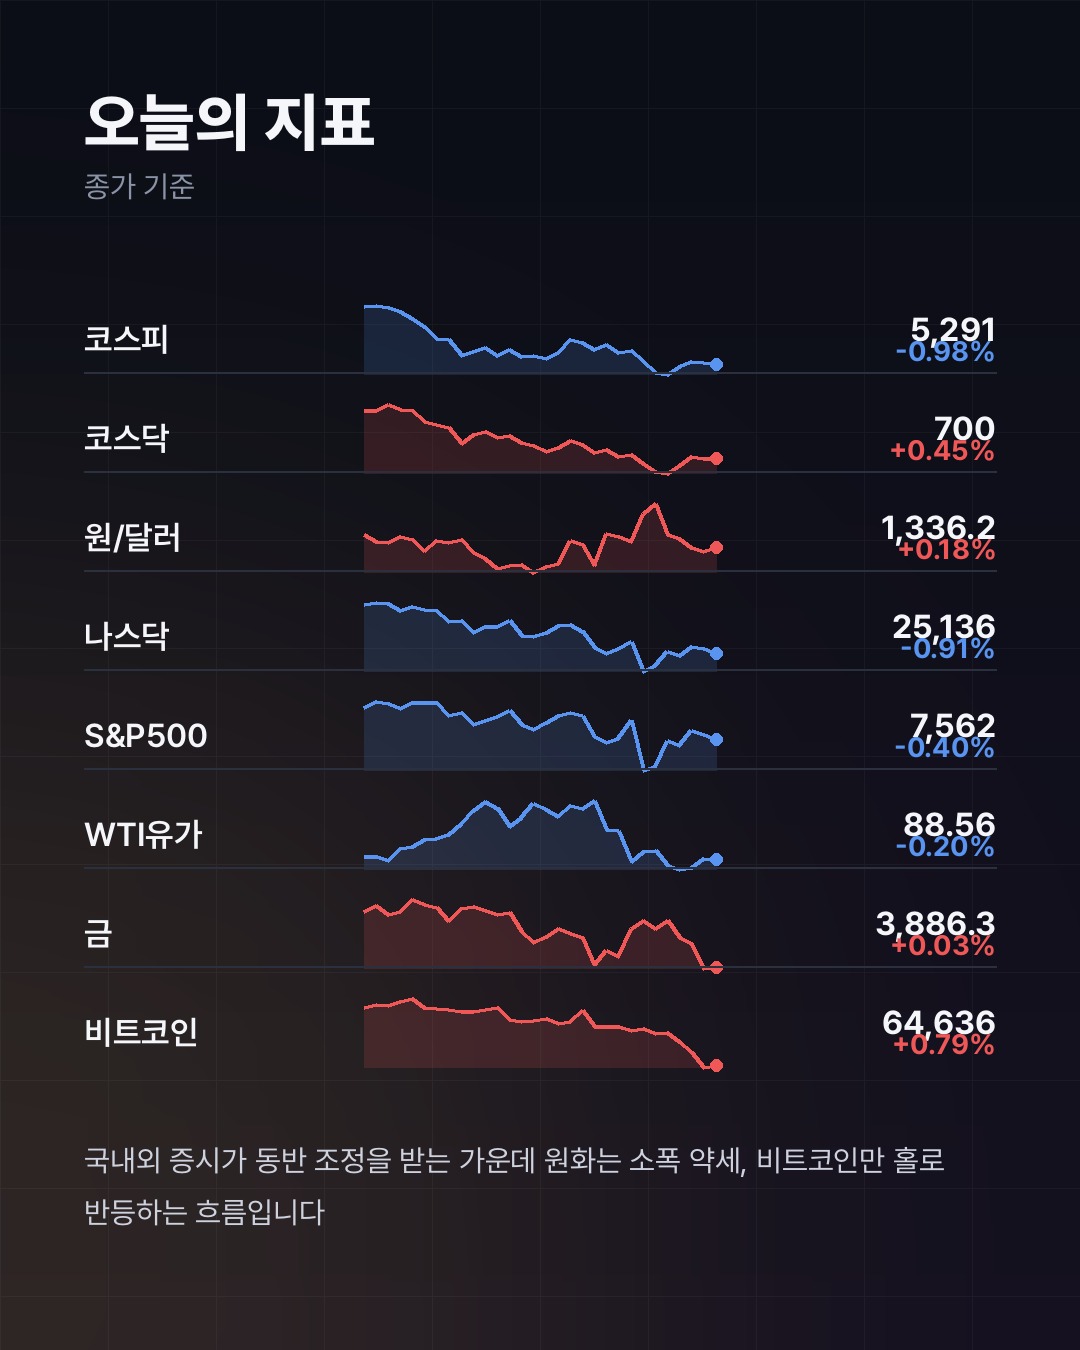 오늘의 지표
종가 기준
코스피
5,291
-0.98%
코스닥
700
+0.45%
원/달러
1,336.2
+0.18%
나스닥
25,136
-0.91%
S&P500
7,562
-0.40%
WTI유가
88.56
-0.20%
금
3,886.3
+0.03%
비트코인
64,636
+0.79%
국내외 증시가 동반 조정을 받는 가운데 원화는 소폭 약세, 비트코인만 홀로
반등하는 흐름입니다